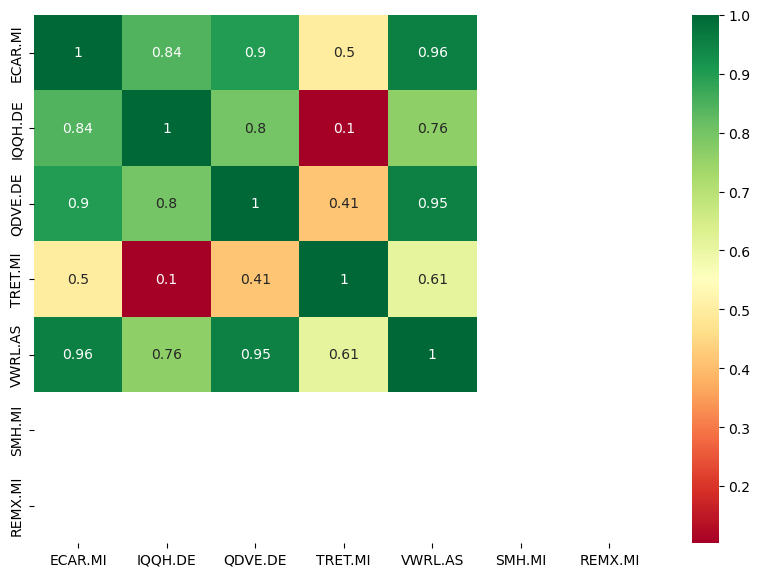 ECAR.MI 1 0.84 0.9 0.5 0.96
IQQH.DE 0.84 1 0.8 0.1 0.76
QDVE.DE 0.9 0.8 1 0.41 0.95
TRET.MI 0.5 0.1 0.41 1 0.61
VWRL.AS 0.96 0.76 0.95 0.61 1
SMH.MI
REMX.MI
ECAR.MI IQQH.DE QDVE.DE TRET.MI VWRL.AS SMH.MI REMX.MI
1.0
0.9
0.8
0.7
0.6
0.5
0.4
0.3
0.2